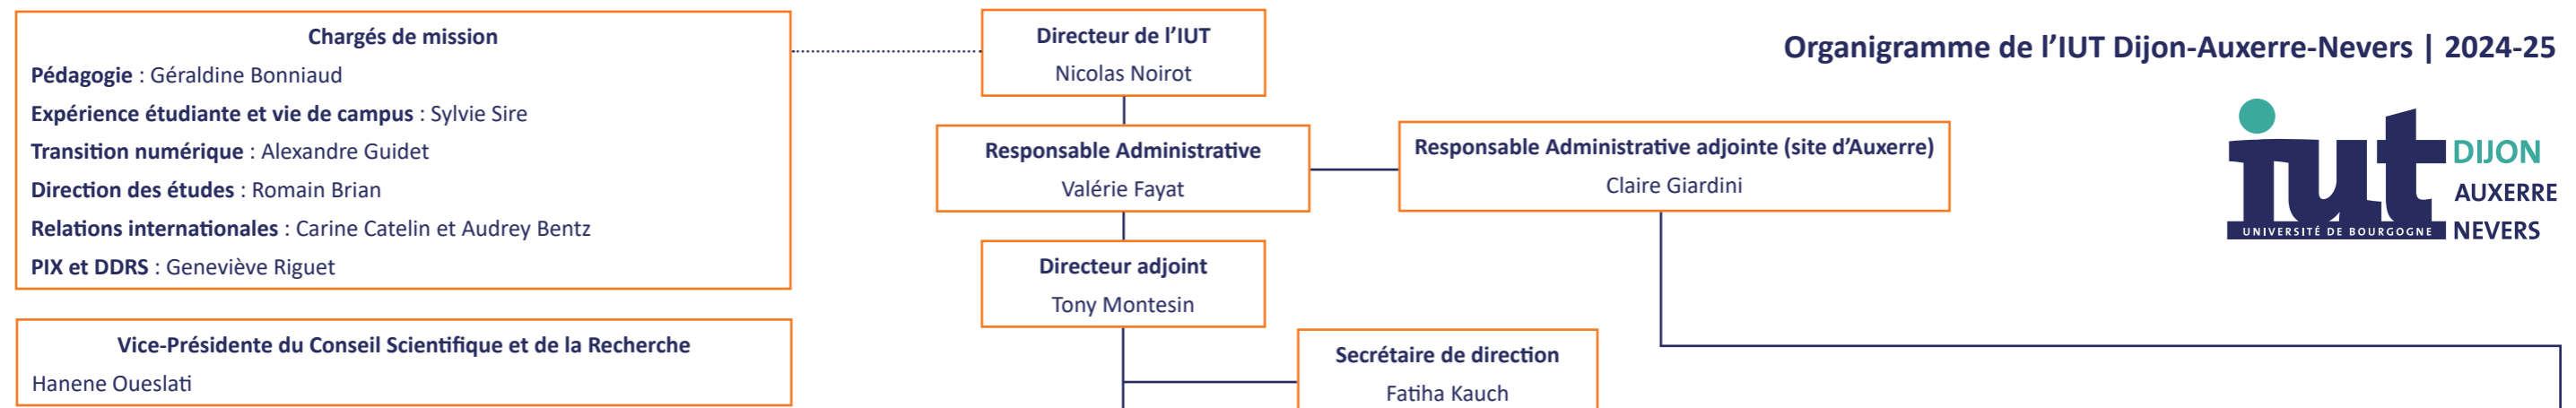 Chargés de mission
Pédagogie : Géraldine Bonniaud
Expérience étudiante et vie de campus : Sylvie Sire
Transition numérique : Alexandre Guidet
Direction des études : Romain Brian
Relations internationales : Carine Catelin et Audrey Bentz
PIX et DDRS : Geneviève Riguet
Vice-Présidente du Conseil Scientifique et de la Recherche
Hanene Oueslati
Directeur de l’IUT
Nicolas Noirot
Responsable Administrative
Valérie Fayat
Directeur adjoint
Tony Montesin
Secrétaire de direction
Fatiha Kauch
Responsable Administrative adjointe (site d’Auxerre)
Claire Giardini
Organigramme de l’IUT Dijon-Auxerre-Nevers | 2024-25
iut
DIJON
AUXERRE
NEVERS
UNIVERSITÉ DE BOURGOGNE